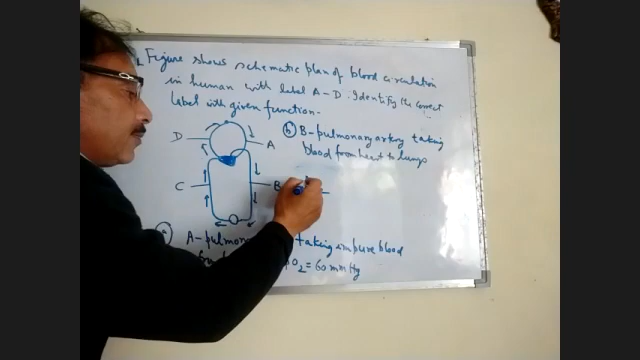 Figure shows schematic plan of blood circulation
in human with label A-D. Identify the correct
label with given function.
D
A
C
B
(b) B-pulmonary artery taking
blood from heart to lungs
(a) A-pulmonary taking impure blood
O2 = 60 mm Hg